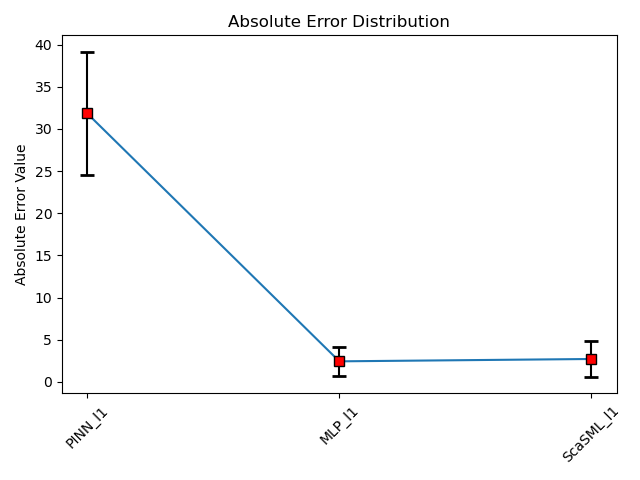 Absolute Error Distribution
Absolute Error Value
40
35
30
25
20
15
10
5
0
PINN_l1
MLP_l1
ScaSML_l1